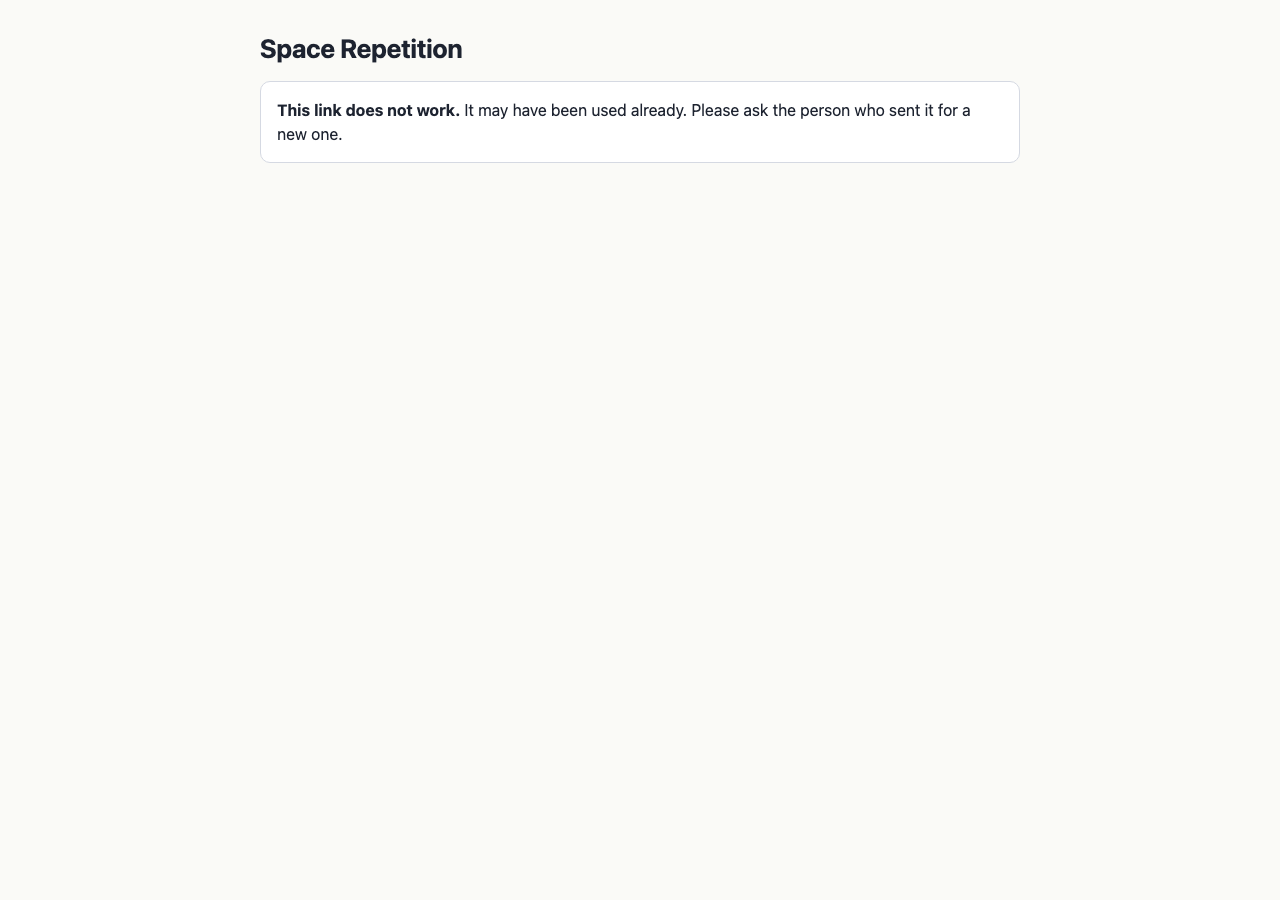 Space Repetition
This link does not work. It may have been used already. Please ask the person who sent it for a
new one.